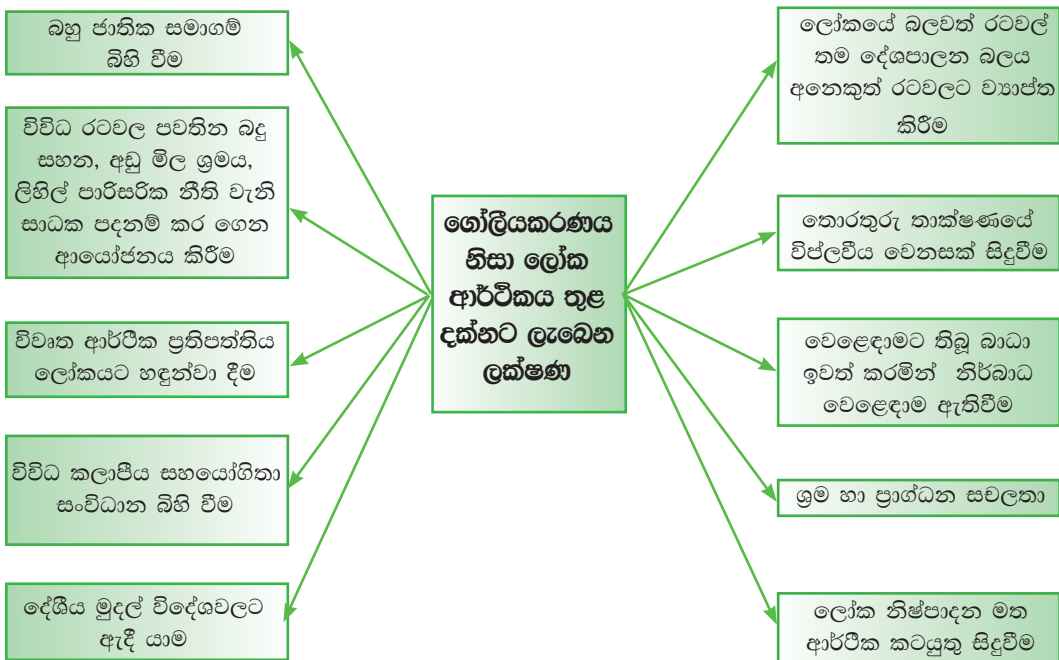 බහු ජාතික සමාගම්
බිහි වීම
විවිධ රටවල පවතින බදු
සහන, අඩු මිල ශ්‍රමය,
ලිහිල් පාරිසරික නීති වැනි
සාධක පදනම් කර ගෙන
ආයෝජනය කිරීම
විවෘත ආර්ථික ප්‍රතිපත්තිය
ලෝකයට හඳුන්වා දීම
විවිධ කලාපීය සහයෝගිතා
සංවිධාන බිහි වීම
දේශීය මුදල් විදේශවලට
ඇදී යාම
ගෝලීයකරණය
නිසා ලෝක
ආර්ථිකය තුළ
දක්නට ලැබෙන
ලක්ෂණ
ලෝකයේ බලවත් රටවල්
තම දේශපාලන බලය
අනෙකුත් රටවලට ව්‍යාප්ත
කිරීම
තොරතුරු තාක්ෂණයේ
විප්ලවීය වෙනසක් සිදුවීම
වෙළෙඳාමට තිබූ බාධා
ඉවත් කරමින් නිර්බාධ
වෙළෙඳාම ඇතිවීම
ශ්‍රම හා ප්‍රාග්ධන සචලතා
ලෝක නිෂ්පාදන මත
ආර්ථික කටයුතු සිදුවීම